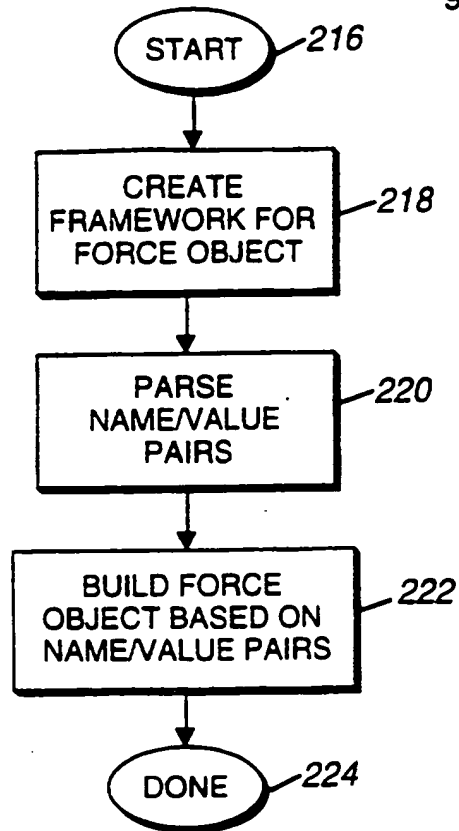 START 216
CREATE
FRAMEWORK FOR
FORCE OBJECT
218
PARSE
NAME/VALUE
PAIRS
220
BUILD FORCE
OBJECT BASED ON
NAME/VALUE PAIRS
222
DONE 224